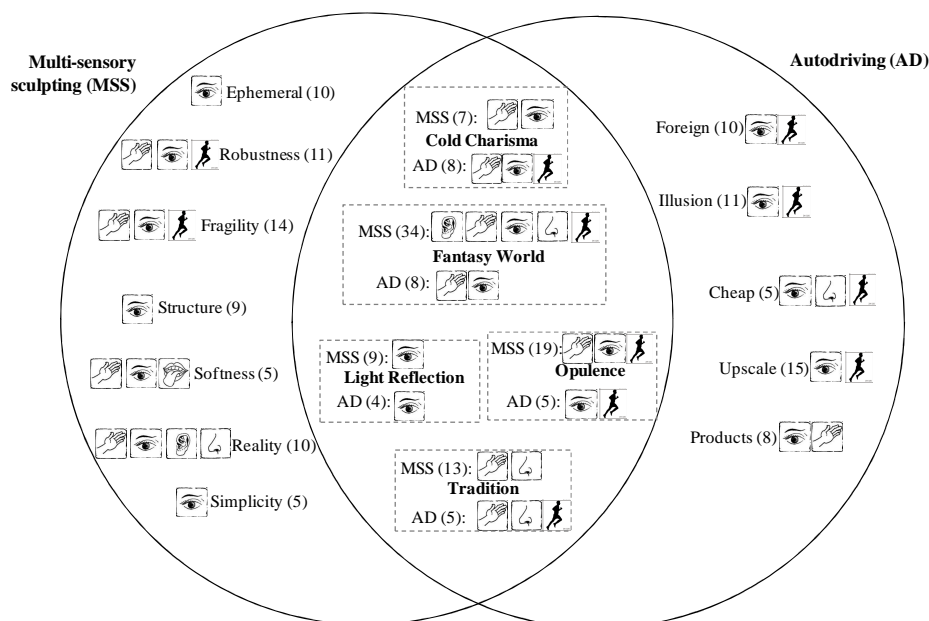 Multi-sensory
sculpting (MSS)
Ephemeral (10)
Robustness (11)
Fragility (14)
Structure (9)
Softness (5)
Reality (10)
Simplicity (5)
MSS (7):
Cold Charisma
AD (8):
MSS (34):
Fantasy World
AD (8):
MSS (9):
Light Reflection
AD (4):
MSS (19):
Opulence
AD (5):
MSS (13):
Tradition
AD (5):
Autodriving (AD)
Foreign (10)
Illusion (11)
Cheap (5)
Upscale (15)
Products (8)